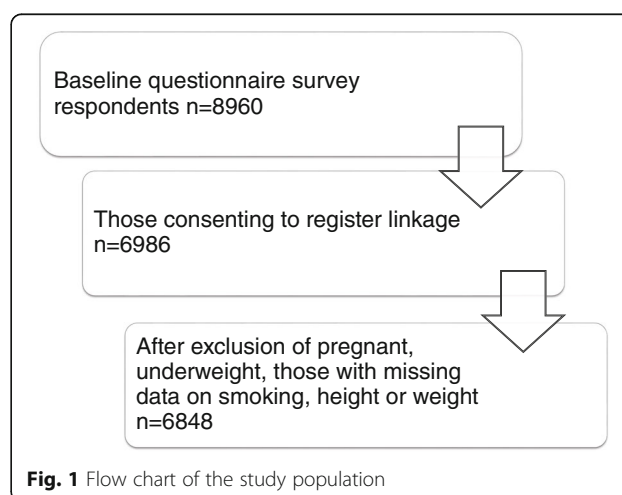 Baseline questionnaire survey
respondents n=8960
Those consenting to register linkage
n=6986
After exclusion of pregnant,
underweight, those with missing
data on smoking, height or weight
n=6848
Fig. 1 Flow chart of the study population